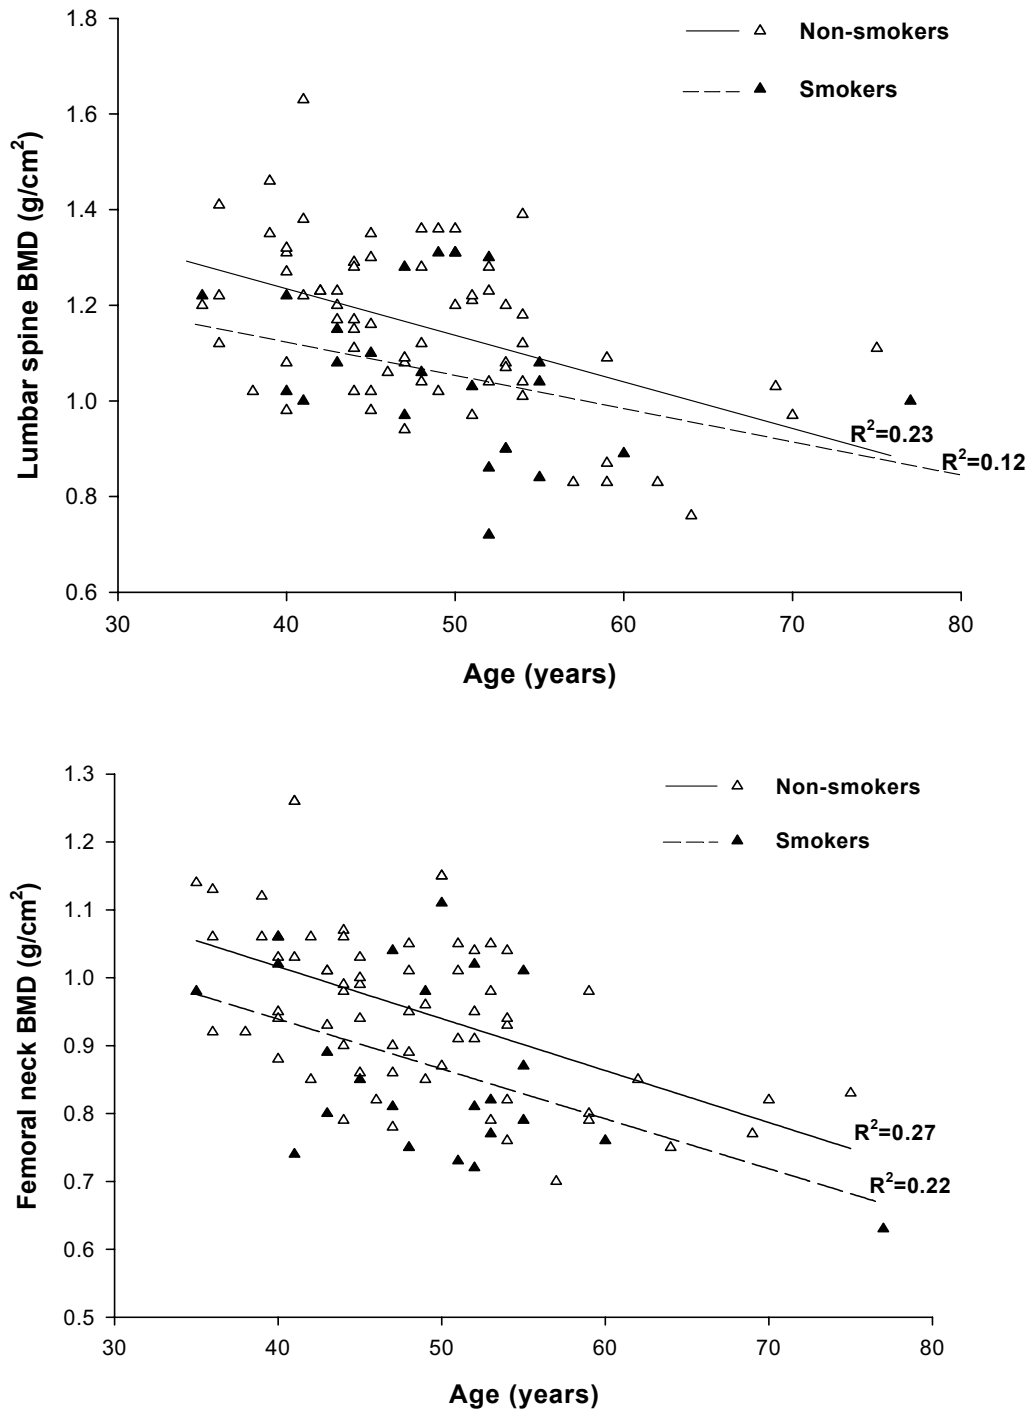 1.8
Non-smokers
1.6
Smokers
1.4
Lumbar spine BMD (g/cm²)
1.2
1.0
R²=0.23
R²=0.12
0.8
0.6
30 40 50 60 70 80
Age (years)
1.3
Non-smokers
1.2
Smokers
1.1
Femoral neck BMD (g/cm²)
1.0
0.9
0.8
R²=0.27
0.7
R²=0.22
0.6
0.5
30 40 50 60 70 80
Age (years)